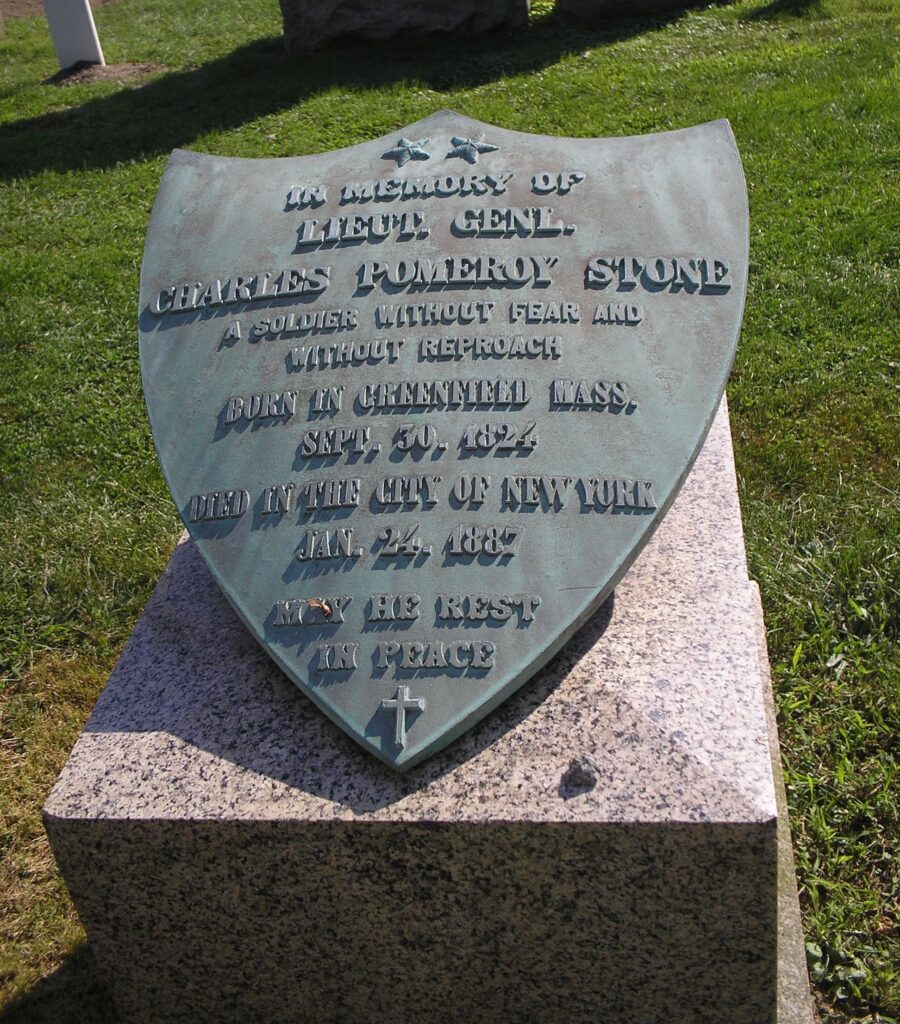 IN MEMORY OF
LIEUT. GENL.
CHARLES POMEROY STONE
A SOLDIER WITHOUT FEAR AND
WITHOUT REPROACH
BORN IN GREENFIELD MASS.
SEPT. 30. 1824
DIED IN THE CITY OF NEW YORK
JAN. 24. 1887
MAY HE REST
IN PEACE